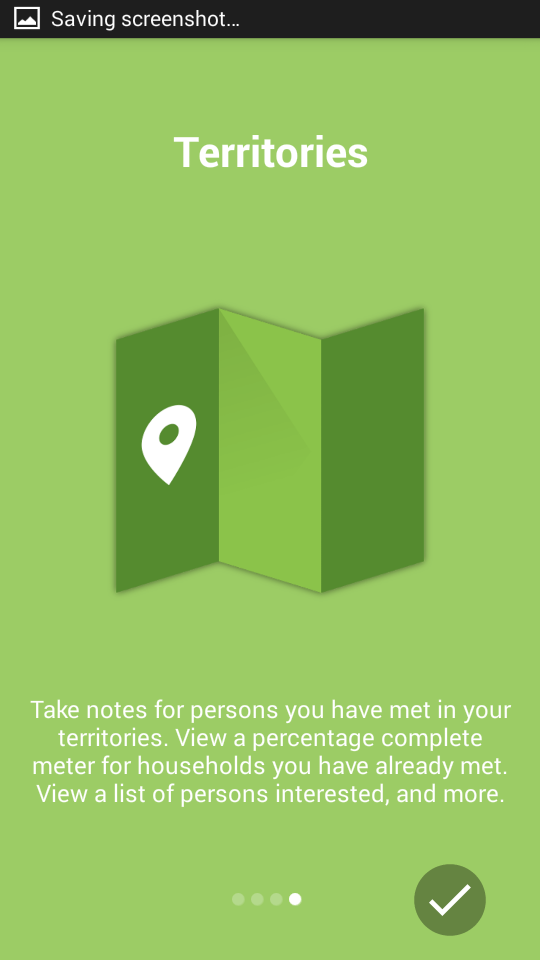 Saving screenshot...
Territories
Take notes for persons you have met in your
territories. View a percentage complete
meter for households you have already met.
View a list of persons interested, and more.